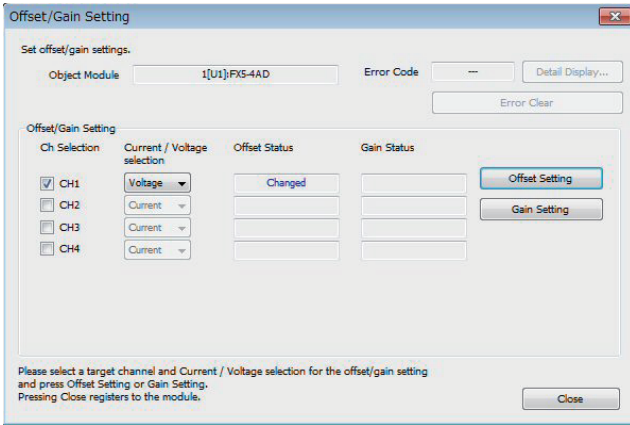 Offset/Gain Setting
Set offset/gain settings.
Object Module 1[U1]:FX5-4AD Error Code --- Detail Display...
Error Clear
Offset/Gain Setting
Ch Selection Current / Voltage selection Offset Status Gain Status
CH1 Voltage Changed Offset Setting
CH2 Current Gain Setting
CH3 Current
CH4 Current
Please select a target channel and Current / Voltage selection for the offset/gain setting
and press Offset Setting or Gain Setting.
Pressing Close registers to the module.
Close